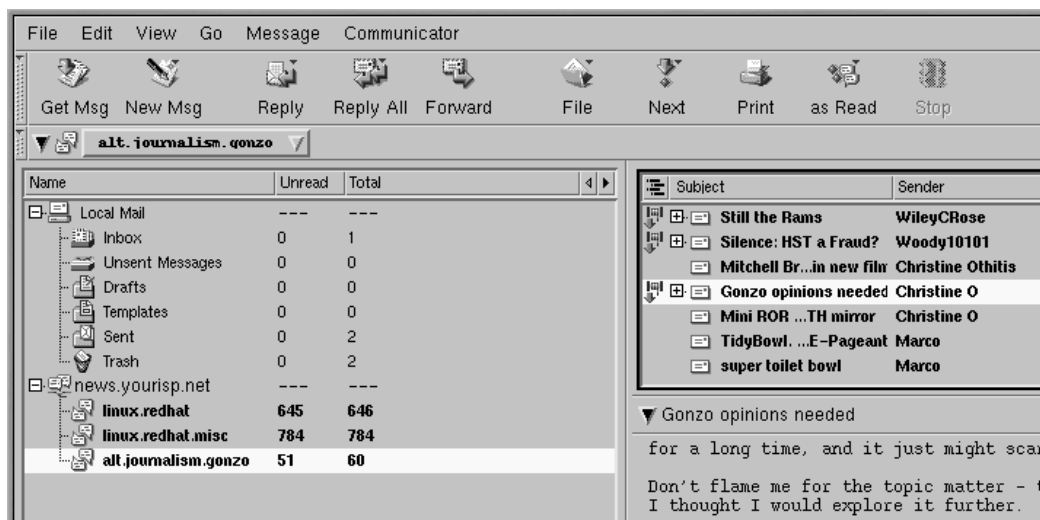 File Edit View Go Message Communicator
Get Msg New Msg Reply Reply All Forward File Next Print as Read Stop
alt.journalism.gonzo
Name Unread Total
Local Mail --- ---
Inbox 0 1
Unsent Messages 0 0
Drafts 0 0
Templates 0 0
Sent 0 2
Trash 0 2
news.yourisp.net --- ---
linux.redhat 645 646
linux.redhat.misc 784 784
alt.journalism.gonzo 51 60
Subject Sender
Still the Rams WileyCRose
Silence: HST a Fraud? Woody10101
Mitchell Br...in new film Christine Othitis
Gonzo opinions needed Christine O
Mini ROR ...TH mirror Christine O
TidyBowl. ...E-Pageant Marco
super toilet bowl Marco
Gonzo opinions needed
for a long time, and it just might
Don't flame me for the topic matter -
I thought I would explore it further.